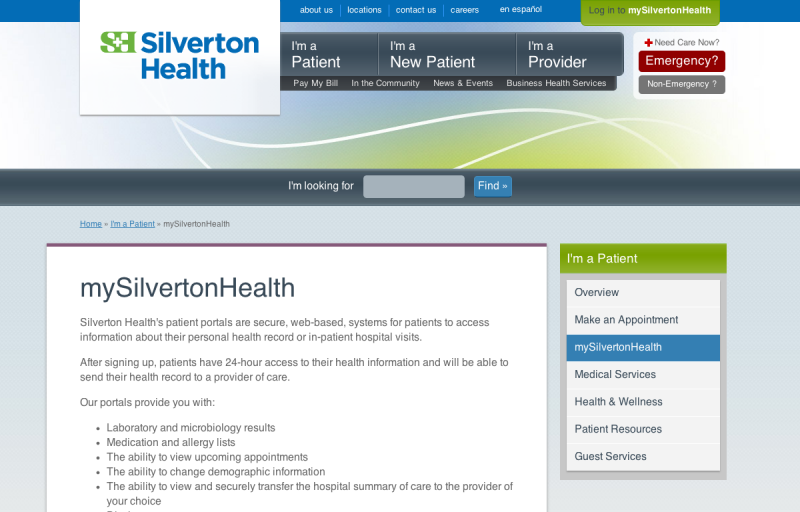 about us
locations
contact us
careers
en español
Log in to mySilvertonHealth
Silverton
Health
I'm a
Patient
I'm a
New Patient
I'm a
Provider
Need Care Now?
Emergency?
Non-Emergency ?
Pay My Bill
In the Community
News & Events
Business Health Services
I'm looking for
Find »
Home » I'm a Patient » mySilvertonHealth
mySilvertonHealth
Silverton Health's patient portals are secure, web-based, systems for patients to access
information about their personal health record or in-patient hospital visits.
After signing up, patients have 24-hour access to their health information and will be able to
send their health record to a provider of care.
Our portals provide you with:
• Laboratory and microbiology results
• Medication and allergy lists
• The ability to view upcoming appointments
• The ability to change demographic information
• The ability to view and securely transfer the hospital summary of care to the provider of
your choice
I'm a Patient
Overview
Make an Appointment
mySilvertonHealth
Medical Services
Health & Wellness
Patient Resources
Guest Services